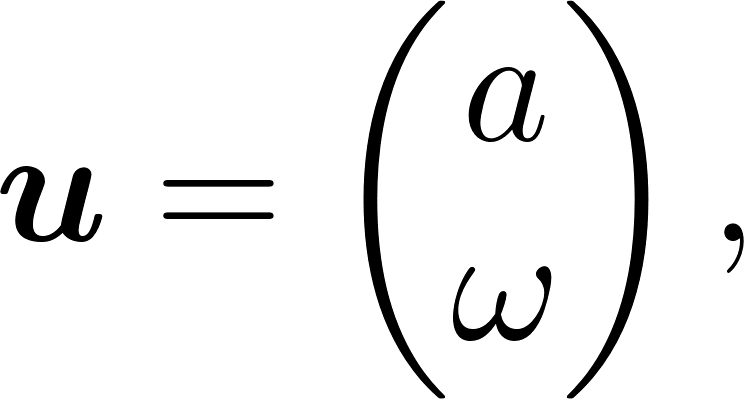 𝒖 = (a
ω),